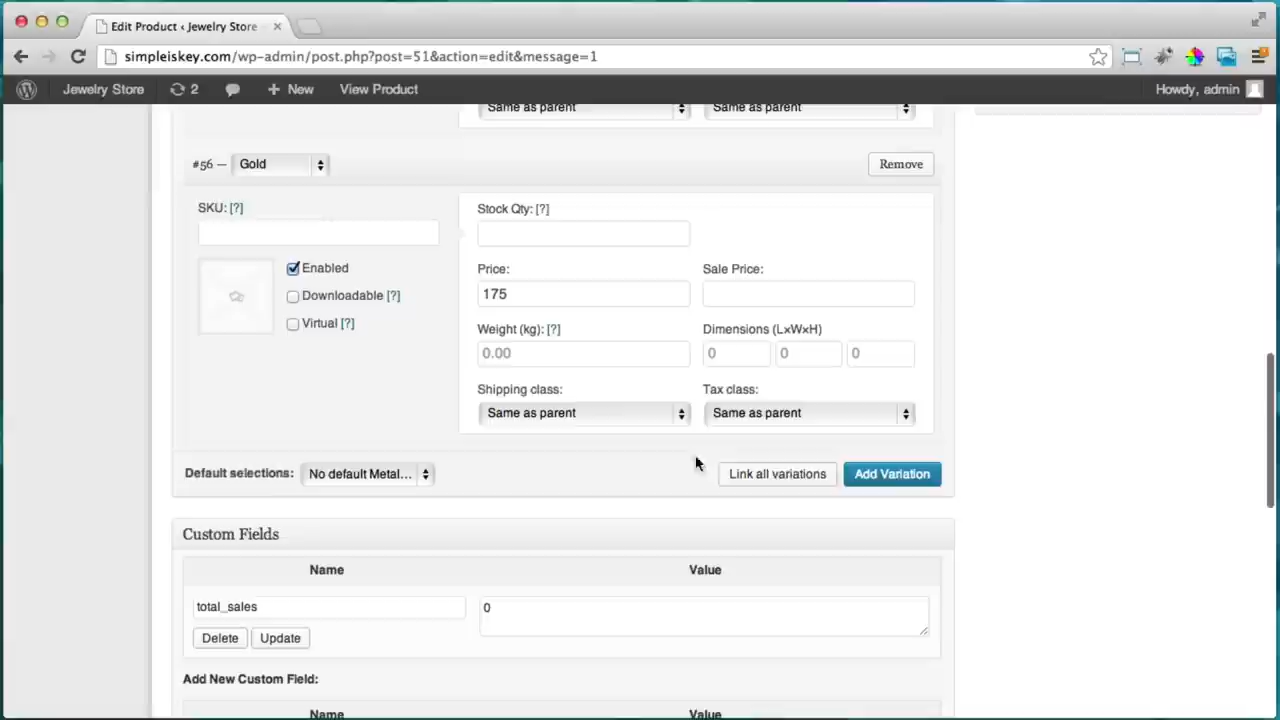 Edit Product ‹ Jewelry Store
simpleiskey.com/wp-admin/post.php?post=51&action=edit&message=1
Jewelry Store 2 New View Product Howdy, admin
Same as parent Same as parent
#56 — Gold Remove
SKU: [?] Stock Qty: [?]
Enabled Price: Sale Price:
175
Downloadable [?]
Virtual [?] Weight (kg): [?] Dimensions (L×W×H)
0.00 0 0 0
Shipping class: Tax class:
Same as parent Same as parent
Default selections: No default Metal... Link all variations Add Variation
Custom Fields
Name Value
total_sales 0
Delete Update
Add New Custom Field:
Name Value